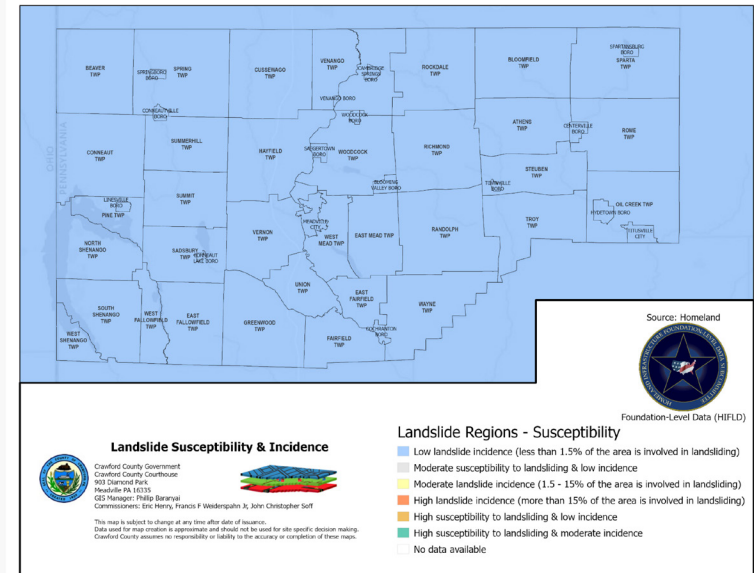 SPARTANSBURG
BORO
SPARTA
TWP
BEAVER
TWP
SPRINGBORO
BORO
SPRING
TWP
CUSSEWAGO
TWP
VENANGO
TWP
CAMBRIDGE
SPRINGS
BORO
ROCKDALE
TWP
BLOOMFIELD
TWP
VENANGO BORO
CONNEAUTVILLE
BORO
WOODCOCK
BORO
ATHENS
TWP
CENTERVILLE
BORO
ROME
TWP
OHIO
PENNSYLVANIA
CONNEAUT
TWP
SUMMERHILL
TWP
HAYFIELD
TWP
SAEGERTOWN
BORO
WOODCOCK
TWP
RICHMOND
TWP
STEUBEN
TWP
BLOOMING
VALLEY BORO
TOWNVILLE
BORO
SUMMIT
TWP
LINESVILLE
BORO
PINE TWP
OIL CREEK TWP
HYDETOWN BORO
TITUSVILLE
CITY
TROY
TWP
VERNON
TWP
MEADVILLE
CITY
WEST
MEAD TWP
EAST MEAD TWP
RANDOLPH
TWP
NORTH
SHENANGO
TWP
SADSBURY
TWP
CONNEAUT
LAKE BORO
UNION
TWP
EAST
FAIRFIELD
TWP
WAYNE
TWP
SOUTH
SHENANGO
TWP
WEST
FALLOWFIELD
TWP
EAST
FALLOWFIELD
TWP
GREENWOOD
TWP
FAIRFIELD
TWP
COCHRANTON
BORO
WEST
SHENANGO
TWP
Source: Homeland
HOMELAND INFRASTRUCTURE FOUNDATION-LEVEL DATA SUBCOMMITTEE
Foundation-Level Data (HIFLD)
Landslide Susceptibility & Incidence
Crawford County Government
Crawford County Courthouse
903 Diamond Park
Meadville PA 16335
GIS Manager: Phillip Baranyai
Commissioners: Eric Henry, Francis F Weiderspahn Jr, John Christopher Soff
This map is subject to change at any time after date of issuance.
Data used for map creation is approximate and should not be used for site specific decision making.
Crawford County assumes no responsibility or liability to the accuracy or completion of these maps.
Landslide Regions - Susceptibility
Low landslide incidence (less than 1.5% of the area is involved in landsliding)
Moderate susceptibility to landsliding & low incidence
Moderate landslide incidence (1.5 - 15% of the area is involved in landsliding)
High landslide incidence (more than 15% of the area is involved in landsliding)
High susceptibility to landsliding & low incidence
High susceptibility to landsliding & moderate incidence
No data available